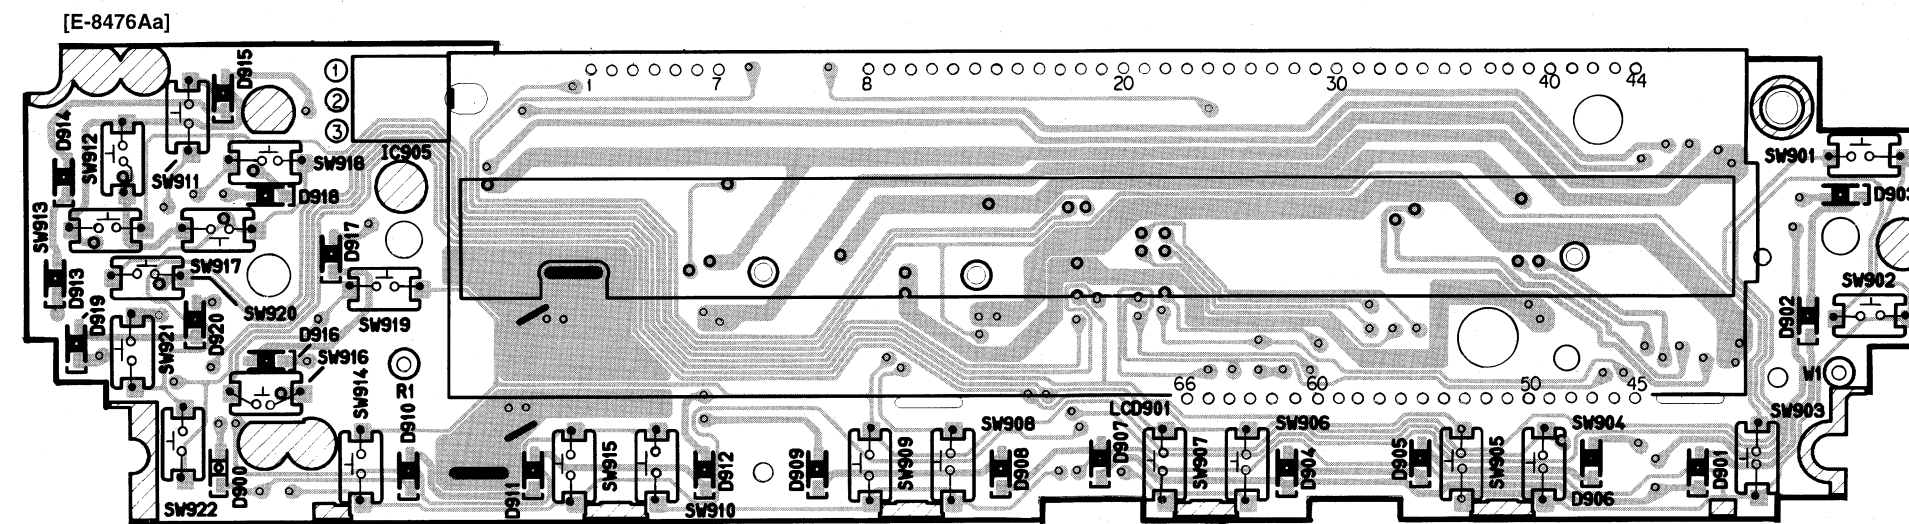 [E-8476Aa]
1
2
3
1
7
8
20
30
40
44
D915
D914
SW912
SW911
SW918
IC905
D918
SW913
D917
SW917
SW920
SW919
D913
D919
SW921
D920
D916
SW916
SW914
R1
D910
SW922
D900
D911
SW915
SW910
D912
D909
SW909
SW908
D908
LCD901
D907
SW907
SW906
D904
66
60
50
45
D905
SW905
SW904
D906
D901
SW903
W1
SW901
D903
SW902
D902